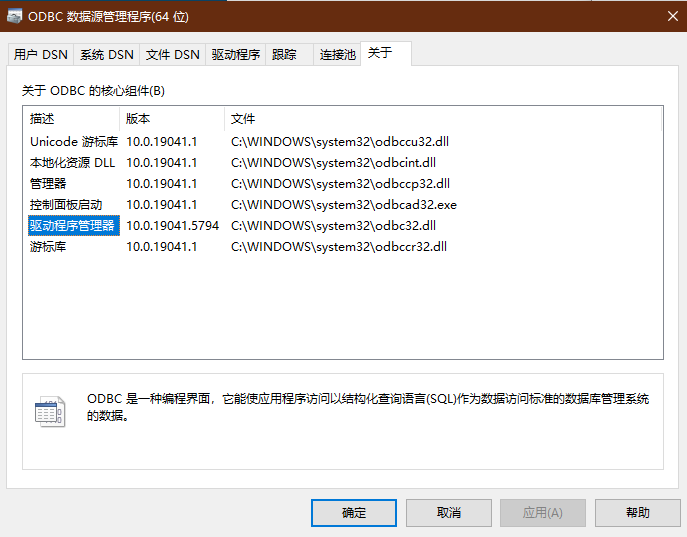 ODBC 数据源管理程序(64 位)
用户 DSN 系统 DSN 文件 DSN 驱动程序 跟踪 连接池 关于
关于 ODBC 的核心组件(B)
描述 版本 文件
Unicode 游标库 10.0.19041.1 C:\WINDOWS\system32\odbccu32.dll
本地化资源 DLL 10.0.19041.1 C:\WINDOWS\system32\odbcint.dll
管理器 10.0.19041.1 C:\WINDOWS\system32\odbccp32.dll
控制面板启动 10.0.19041.1 C:\WINDOWS\system32\odbcad32.exe
驱动程序管理器 10.0.19041.5794 C:\WINDOWS\system32\odbc32.dll
游标库 10.0.19041.1 C:\WINDOWS\system32\odbccr32.dll
ODBC 是一种编程界面，它能使应用程序访问以结构化查询语言(SQL)作为数据访问标准的数据库管理系统
的数据。
确定 取消 应用(A) 帮助